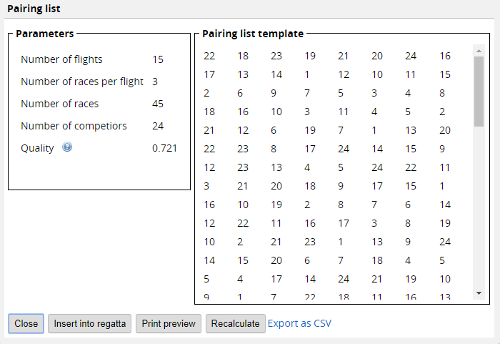 Pairing list
Parameters
Number of flights 15
Number of races per flight 3
Number of races 45
Number of competiors 24
Quality 0.721
Pairing list template
22 18 23 19 21 20 24 16
17 13 14 1 12 10 11 15
2 6 9 7 5 3 4 8
18 16 10 3 11 4 5 2
21 12 6 19 7 1 13 20
22 23 8 17 24 14 15 9
12 23 13 4 5 24 22 11
3 21 20 18 9 17 15 1
16 10 19 2 8 7 6 14
12 22 11 16 17 3 8 19
10 2 21 23 1 13 9 24
14 15 20 6 7 18 4 5
5 4 17 14 24 21 19 10
9 1 7 22 18 11 16 13
Close Insert into regatta Print preview Recalculate Export as CSV